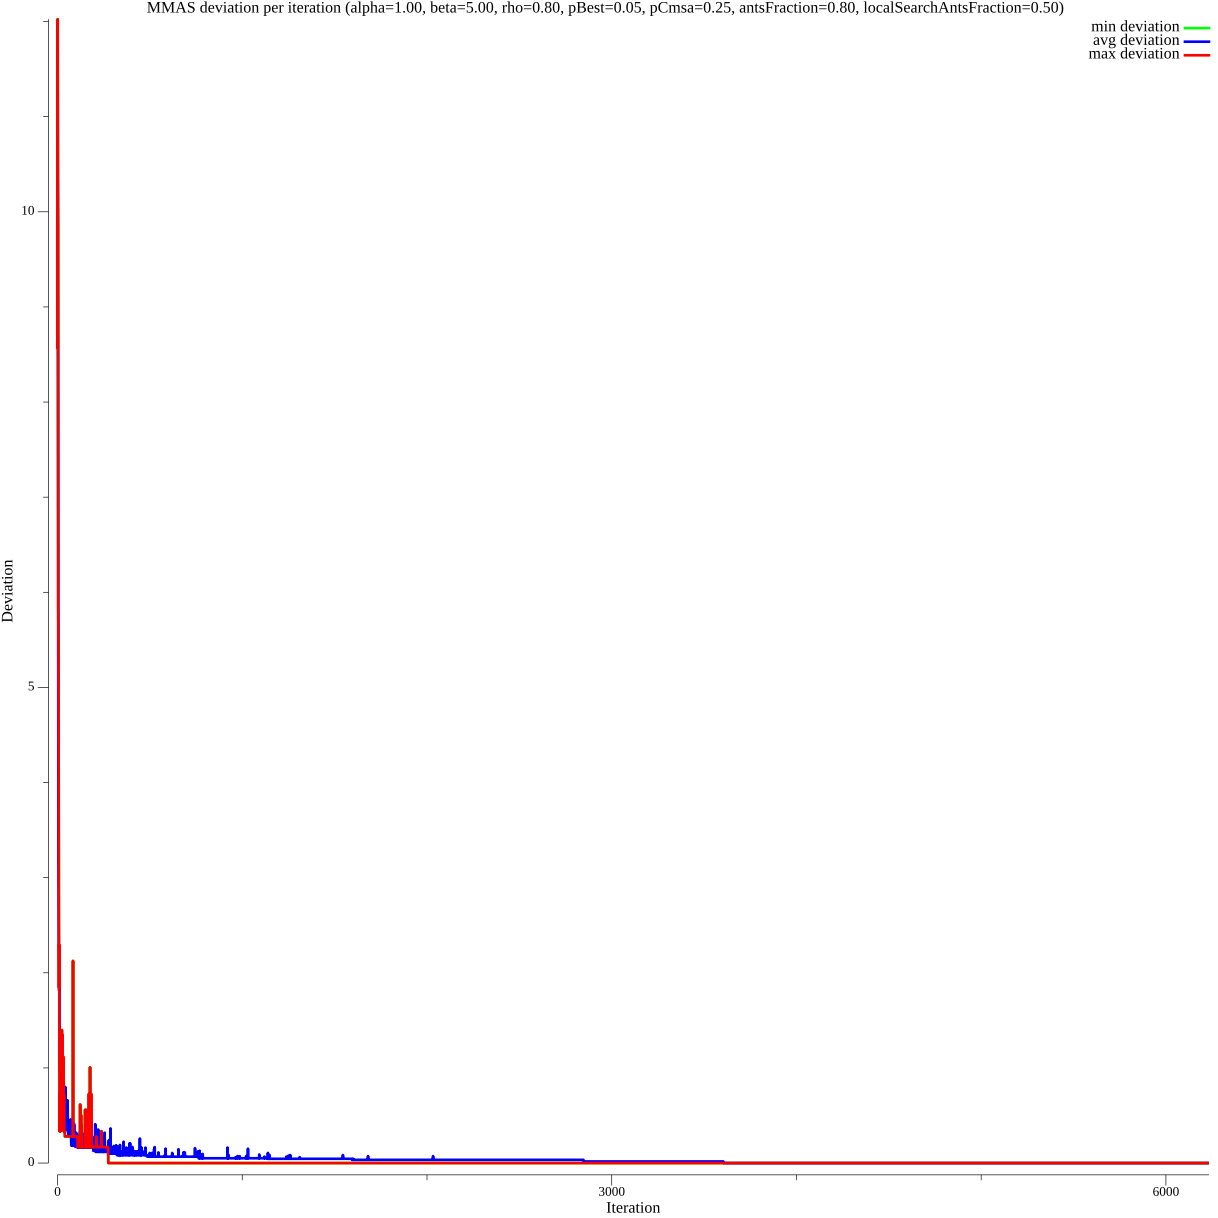 MMAS deviation per iteration (alpha=1.00, beta=5.00, rho=0.80, pBest=0.05, pCmsa=0.25, antsFraction=0.80, localSearchAntsFraction=0.50)
min deviation
avg deviation
max deviation
10
5
0
Deviation
0 3000 6000
Iteration